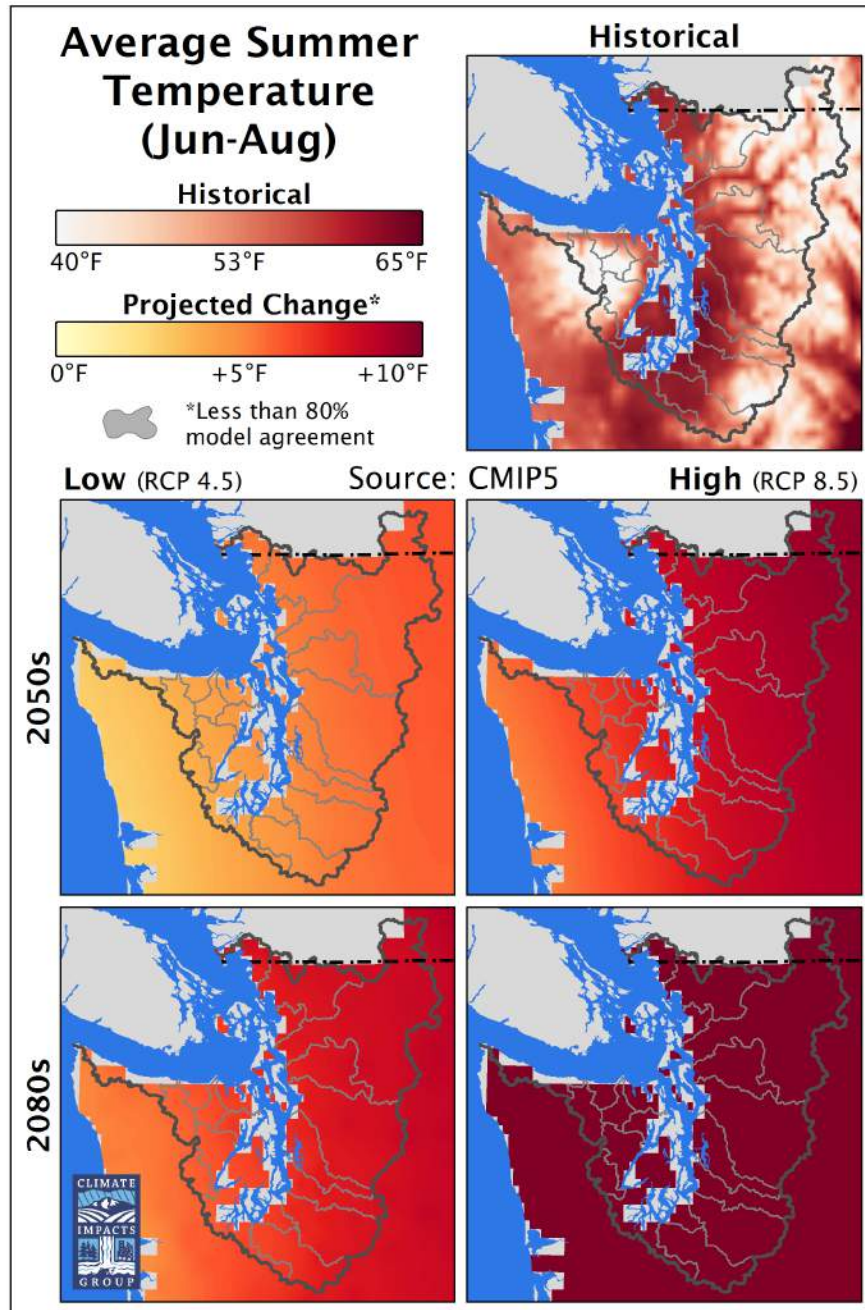 Average Summer
Temperature
(Jun-Aug)
Historical
40°F 53°F 65°F
Projected Change*
0°F +5°F +10°F
*Less than 80%
model agreement
Historical
Low (RCP 4.5) Source: CMIP5 High (RCP 8.5)
2050s
2080s
CLIMATE
IMPACTS
GROUP